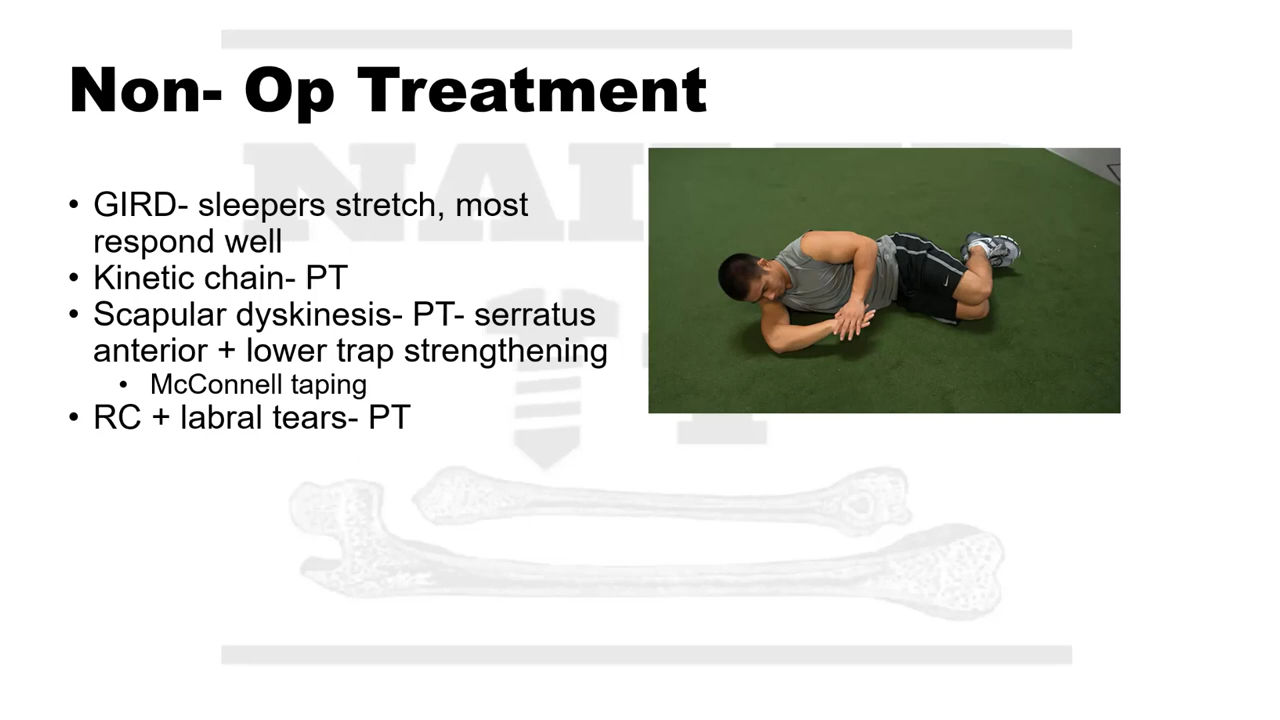 Non- Op Treatment
• GIRD- sleepers stretch, most
respond well
• Kinetic chain- PT
• Scapular dyskinesis- PT- serratus
anterior + lower trap strengthening
• McConnell taping
• RC + labral tears- PT